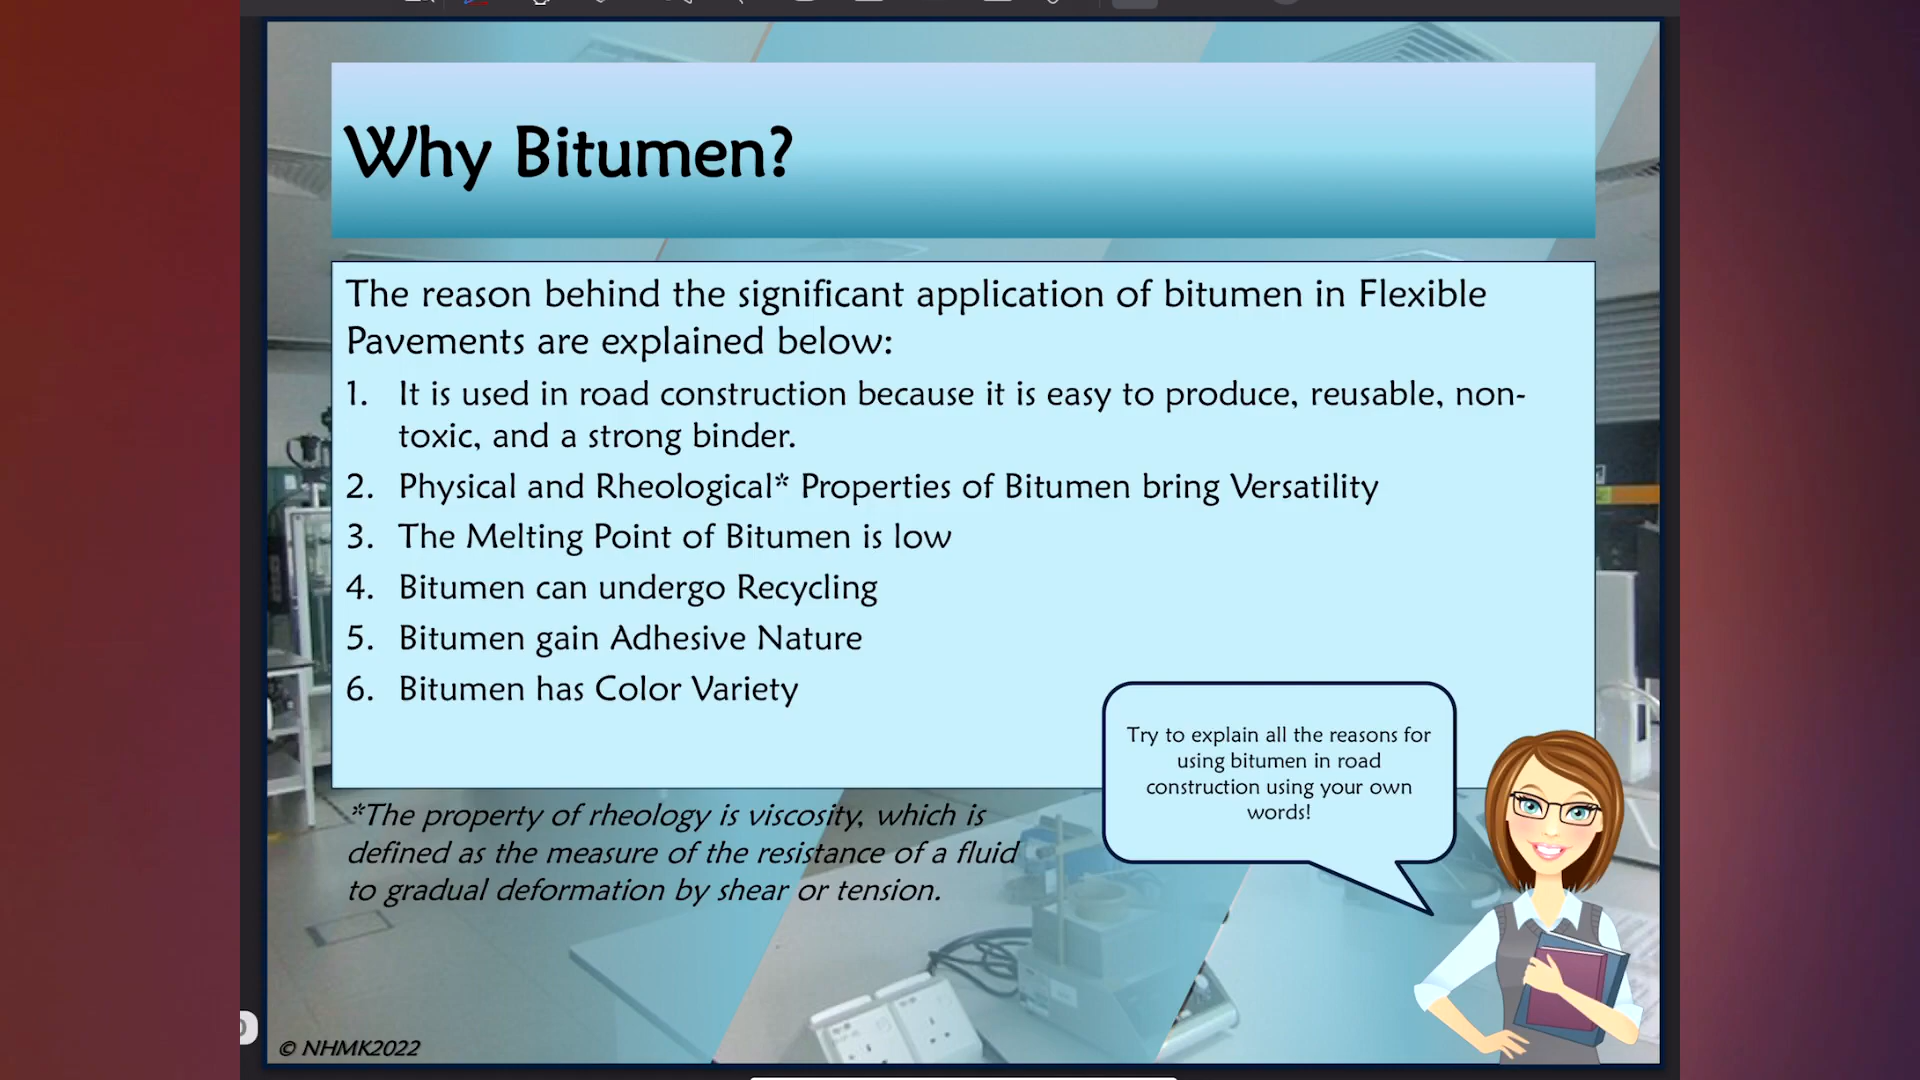 Why Bitumen?
The reason behind the significant application of bitumen in Flexible
Pavements are explained below:
1. It is used in road construction because it is easy to produce, reusable, non-
toxic, and a strong binder.
2. Physical and Rheological* Properties of Bitumen bring Versatility
3. The Melting Point of Bitumen is low
4. Bitumen can undergo Recycling
5. Bitumen gain Adhesive Nature
6. Bitumen has Color Variety
Try to explain all the reasons for
using bitumen in road
construction using your own
words!
*The property of rheology is viscosity, which is
defined as the measure of the resistance of a fluid
to gradual deformation by shear or tension.
© NHMK2022